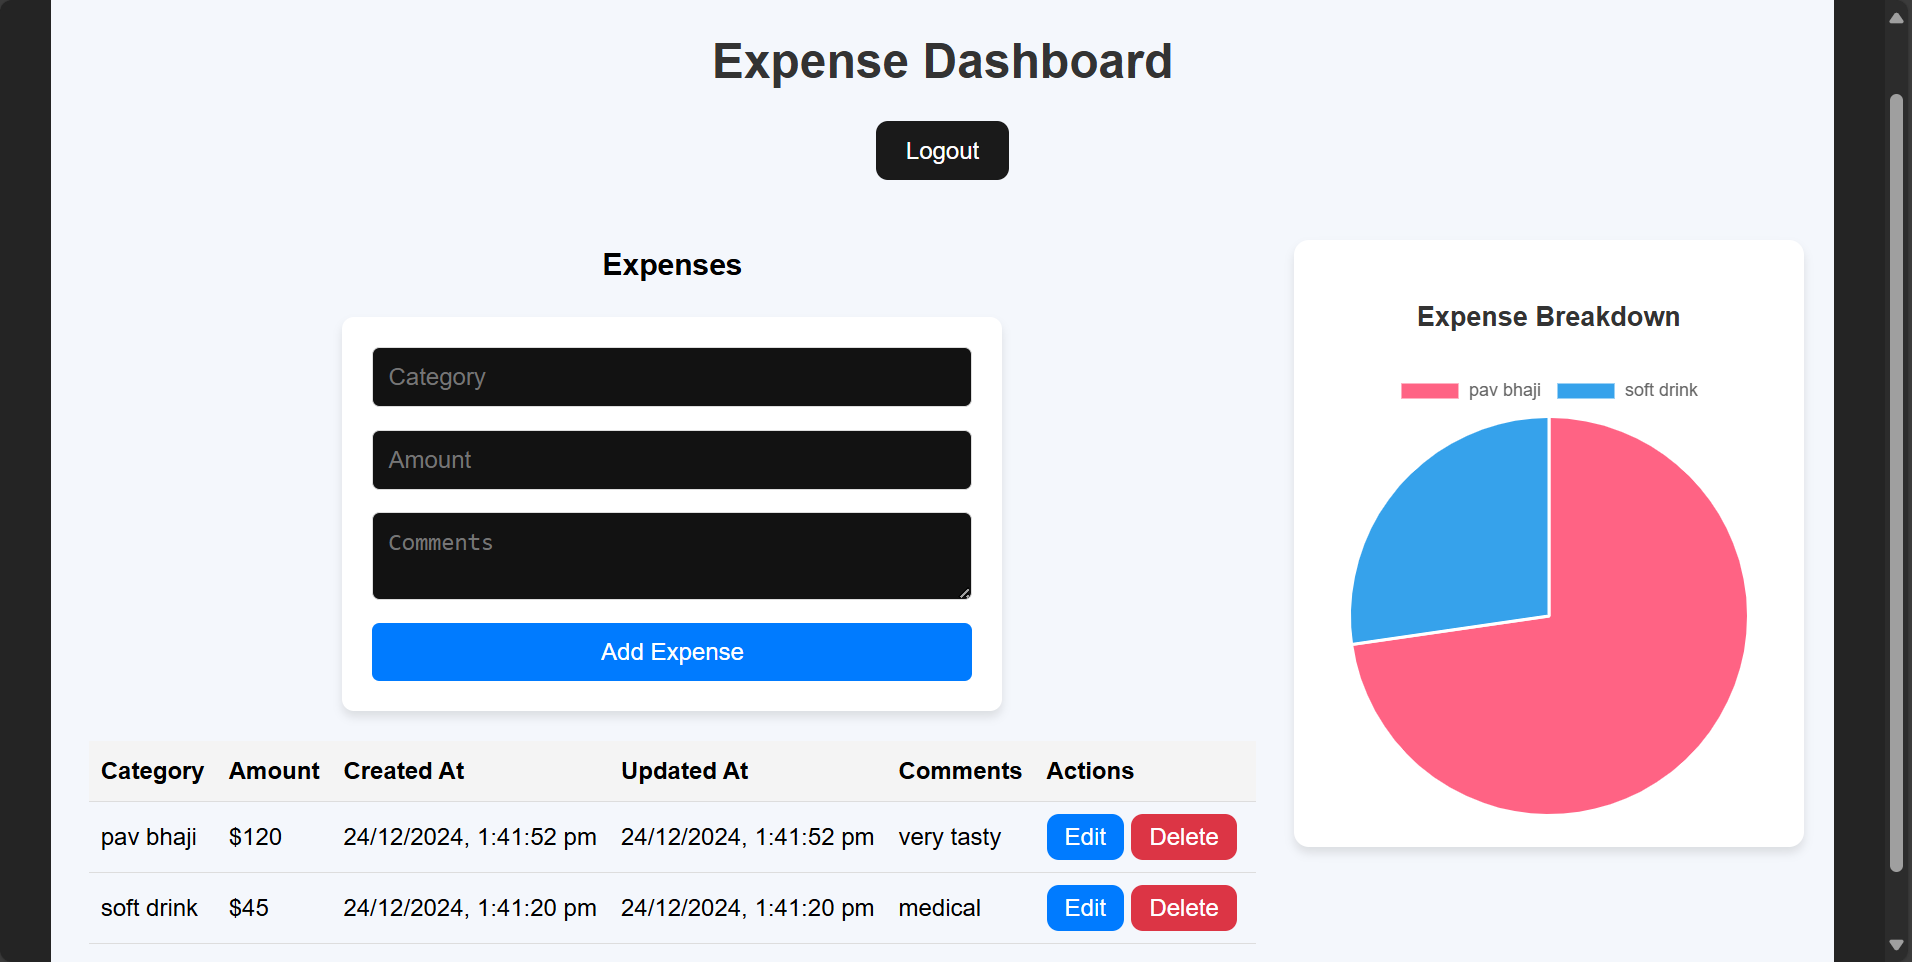 Expense Dashboard
Logout
Expenses
Category
Amount
Comments
Add Expense
Category Amount Created At Updated At Comments Actions
pav bhaji $120 24/12/2024, 1:41:52 pm 24/12/2024, 1:41:52 pm very tasty Edit Delete
soft drink $45 24/12/2024, 1:41:20 pm 24/12/2024, 1:41:20 pm medical Edit Delete
Expense Breakdown
pav bhaji soft drink